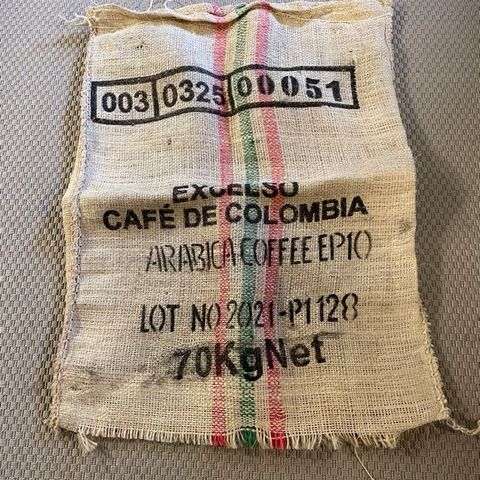 003 0325 00051
EXCELSO
CAFÉ DE COLOMBIA
ARABICA COFFEE EP10
LOT NO 2021-P1128
70KgNet